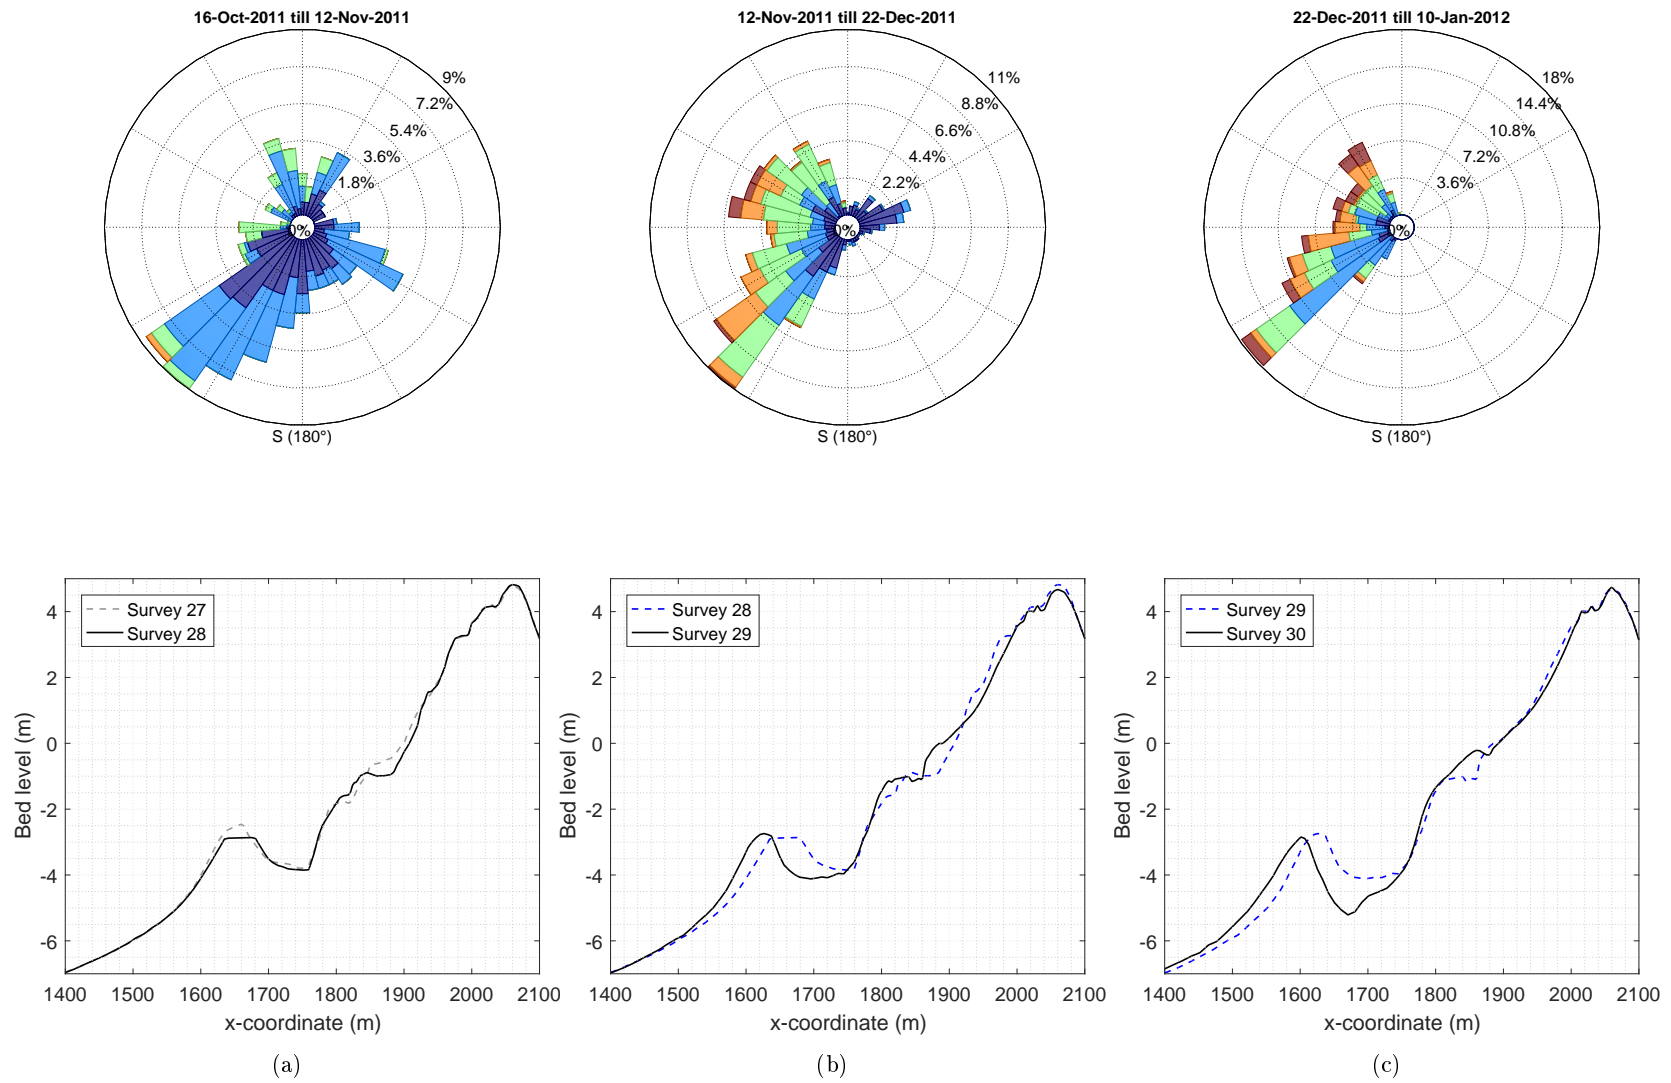 16-Oct-2011 till 12-Nov-2011
9%
7.2%
5.4%
3.6%
1.8%
0%
S (180°)
12-Nov-2011 till 22-Dec-2011
11%
8.8%
6.6%
4.4%
2.2%
0%
S (180°)
22-Dec-2011 till 10-Jan-2012
18%
14.4%
10.8%
7.2%
3.6%
0%
S (180°)
Survey 27
Survey 28
4
2
0
-2
-4
-6
Bed level (m)
1400 1500 1600 1700 1800 1900 2000 2100
x-coordinate (m)
(a)
Survey 28
Survey 29
4
2
0
-2
-4
-6
Bed level (m)
1400 1500 1600 1700 1800 1900 2000 2100
x-coordinate (m)
(b)
Survey 29
Survey 30
4
2
0
-2
-4
-6
Bed level (m)
1400 1500 1600 1700 1800 1900 2000 2100
x-coordinate (m)
(c)